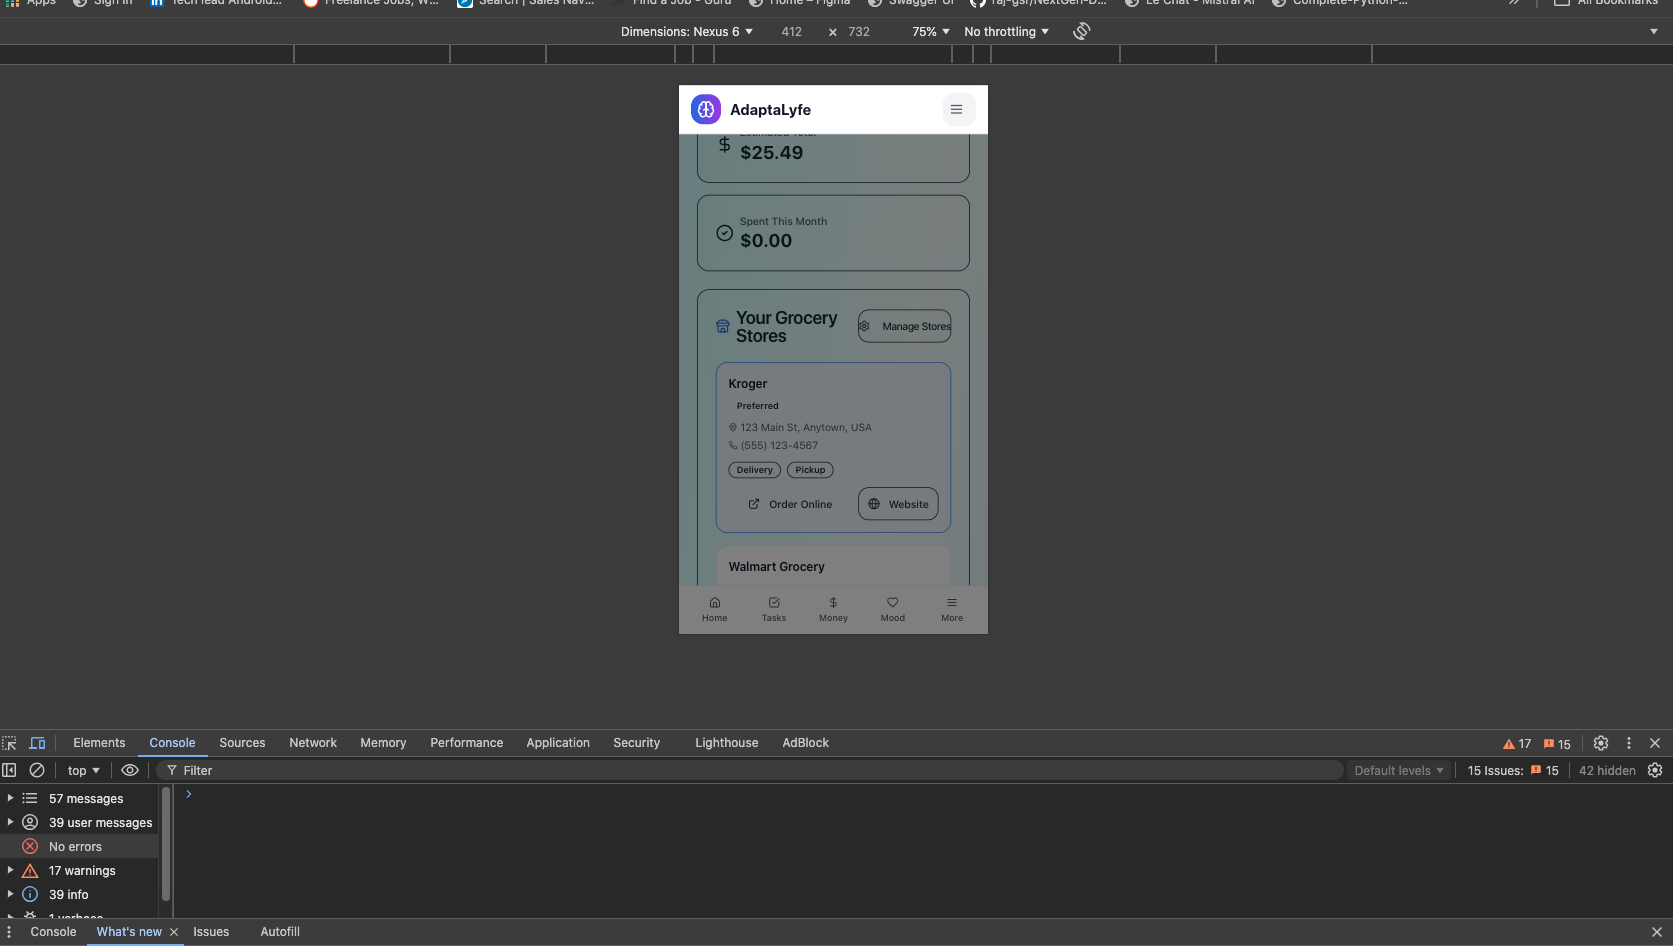 Apps Sign In Tech lead Android... Freelance Jobs, W... Search | Sales Nav... Find a Job - Guru Home – Figma Swagger UI raj-gsr/NextGen-D... Le Chat - Mistral AI Complete-Python-... All Bookmarks
Dimensions: Nexus 6 412 × 732 75% No throttling
AdaptaLyfe
Estimated Total
$25.49
Spent This Month
$0.00
Your Grocery
Stores
Manage Stores
Kroger
Preferred
123 Main St, Anytown, USA
(555) 123-4567
Delivery Pickup
Order Online Website
Walmart Grocery
Home Tasks Money Mood More
Elements Console Sources Network Memory Performance Application Security Lighthouse AdBlock 17 15
top Filter Default levels 15 Issues: 15 42 hidden
57 messages
39 user messages
No errors
17 warnings
39 info
1 verbose
Console What's new Issues Autofill